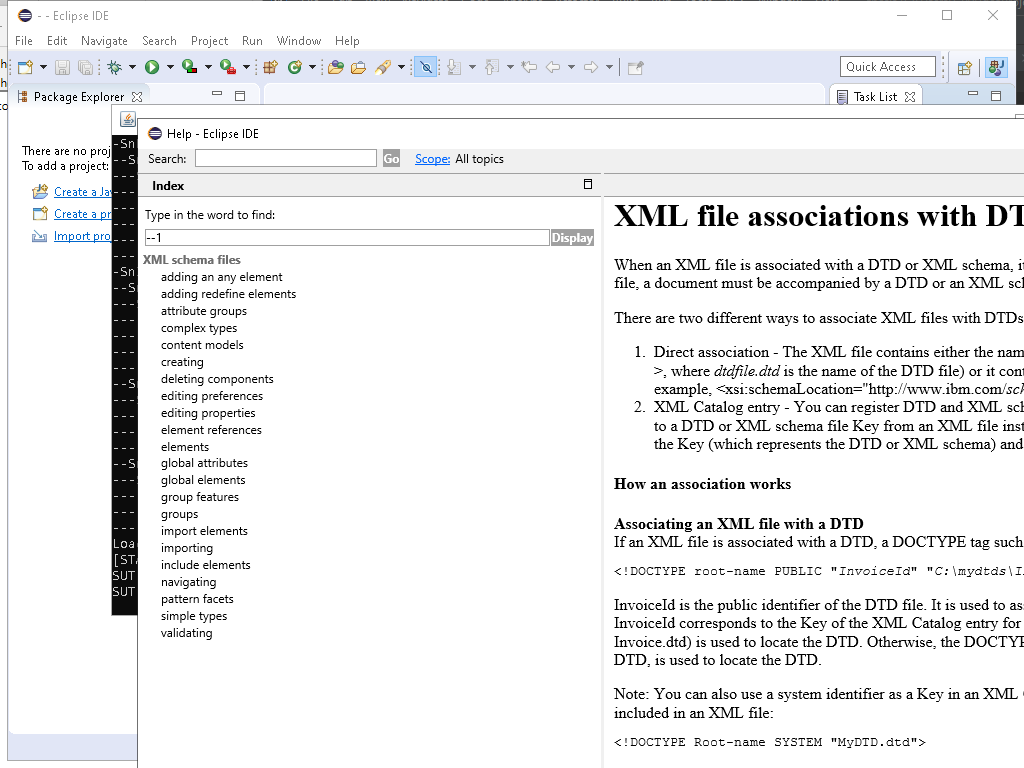 - - Eclipse IDE
File Edit Navigate Search Project Run Window Help
Quick Access
Package Explorer
Task List
There are no proj
To add a project:
Create a Ja
Create a pr
Import pro
Loa
SUT
SUT
Help - Eclipse IDE
Search:
Go
Scope: All topics
Index
Type in the word to find:
--1
Display
XML schema files
adding an any element
adding redefine elements
attribute groups
complex types
content models
creating
deleting components
editing preferences
editing properties
element references
elements
global attributes
global elements
group features
groups
import elements
importing
include elements
navigating
pattern facets
simple types
validating
XML file associations with DT
When an XML file is associated with a DTD or XML schema, it
file, a document must be accompanied by a DTD or an XML sch
There are two different ways to associate XML files with DTDs
1. Direct association - The XML file contains either the nam
>, where dtdfile.dtd is the name of the DTD file) or it cont
example, <xsi:schemaLocation="http://www.ibm.com/sch
2. XML Catalog entry - You can register DTD and XML sch
to a DTD or XML schema file Key from an XML file inst
the Key (which represents the DTD or XML schema) and
How an association works
Associating an XML file with a DTD
If an XML file is associated with a DTD, a DOCTYPE tag such
<!DOCTYPE root-name PUBLIC "InvoiceId" "C:\mydtds\I
InvoiceId is the public identifier of the DTD file. It is used to as
InvoiceId corresponds to the Key of the XML Catalog entry for
Invoice.dtd) is used to locate the DTD. Otherwise, the DOCTYP
DTD, is used to locate the DTD.
Note: You can also use a system identifier as a Key in an XML
included in an XML file:
<!DOCTYPE Root-name SYSTEM "MyDTD.dtd">